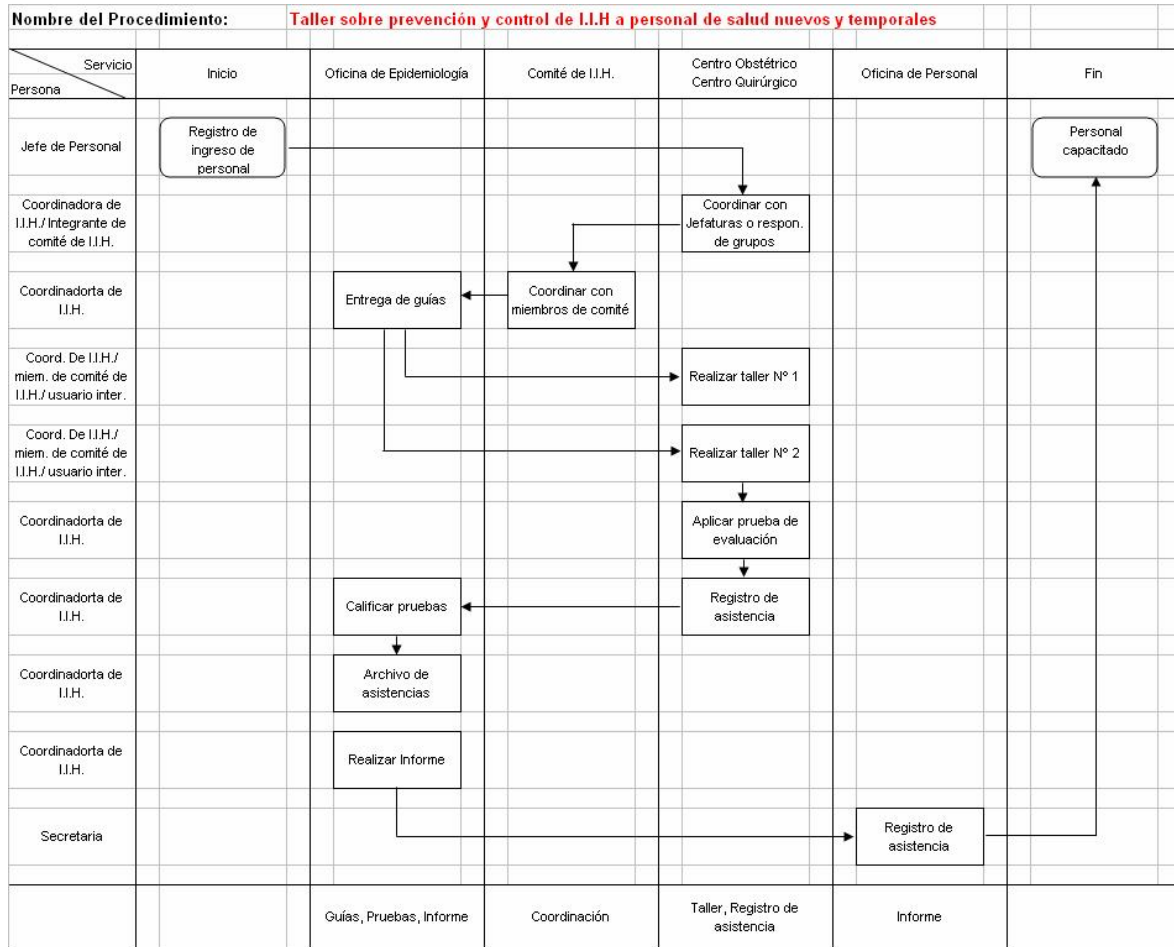 Nombre del Procedimiento: Taller sobre prevención y control de I.I.H a personal de salud nuevos y temporales
Servicio
Persona
Inicio
Oficina de Epidemiología
Comité de I.I.H.
Centro Obstétrico
Centro Quirúrgico
Oficina de Personal
Fin
Jefe de Personal
Registro de
ingreso de
personal
Personal
capacitado
Coordinadora de
I.I.H./ Integrante de
comité de I.I.H.
Coordinar con
Jefaturas o respon.
de grupos
Coordinadorta de
I.I.H.
Entrega de guías
Coordinar con
miembros de comité
Coord. De I.I.H./
miem. de comité de
I.I.H./ usuario inter.
Realizar taller Nº 1
Coord. De I.I.H./
miem. de comité de
I.I.H./ usuario inter.
Realizar taller Nº 2
Coordinadorta de
I.I.H.
Aplicar prueba de
evaluación
Coordinadorta de
I.I.H.
Calificar pruebas
Registro de
asistencia
Coordinadorta de
I.I.H.
Archivo de
asistencias
Coordinadorta de
I.I.H.
Realizar Informe
Secretaria
Registro de
asistencia
Guías, Pruebas, Informe
Coordinación
Taller, Registro de
asistencia
Informe